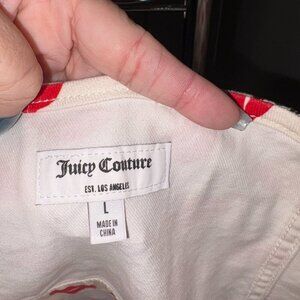 Juicy Couture
EST. LOS ANGELES
L
MADE IN
CHINA